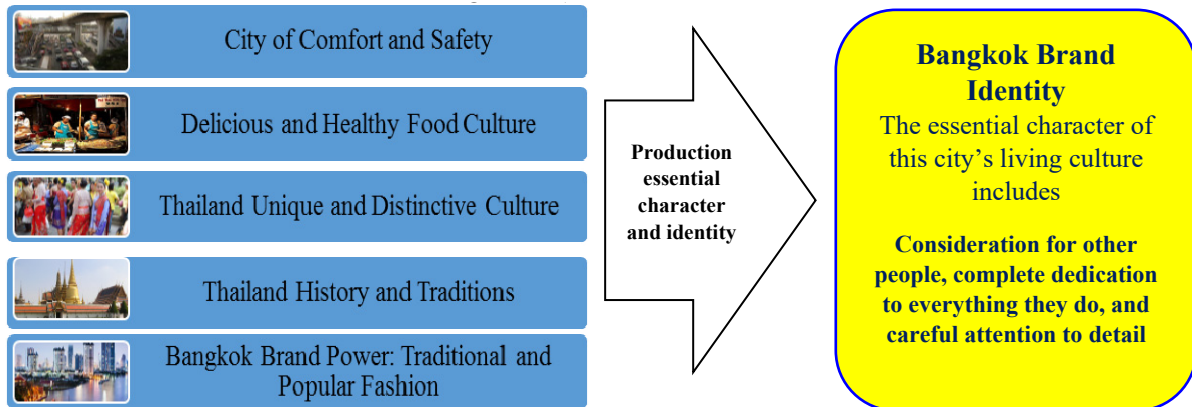 City of Comfort and Safety
Delicious and Healthy Food Culture
Thailand Unique and Distinctive Culture
Thailand History and Traditions
Bangkok Brand Power: Traditional and
Popular Fashion
Production
essential
character
and identity
Bangkok Brand
Identity
The essential character of
this city’s living culture
includes
Consideration for other
people, complete dedication
to everything they do, and
careful attention to detail